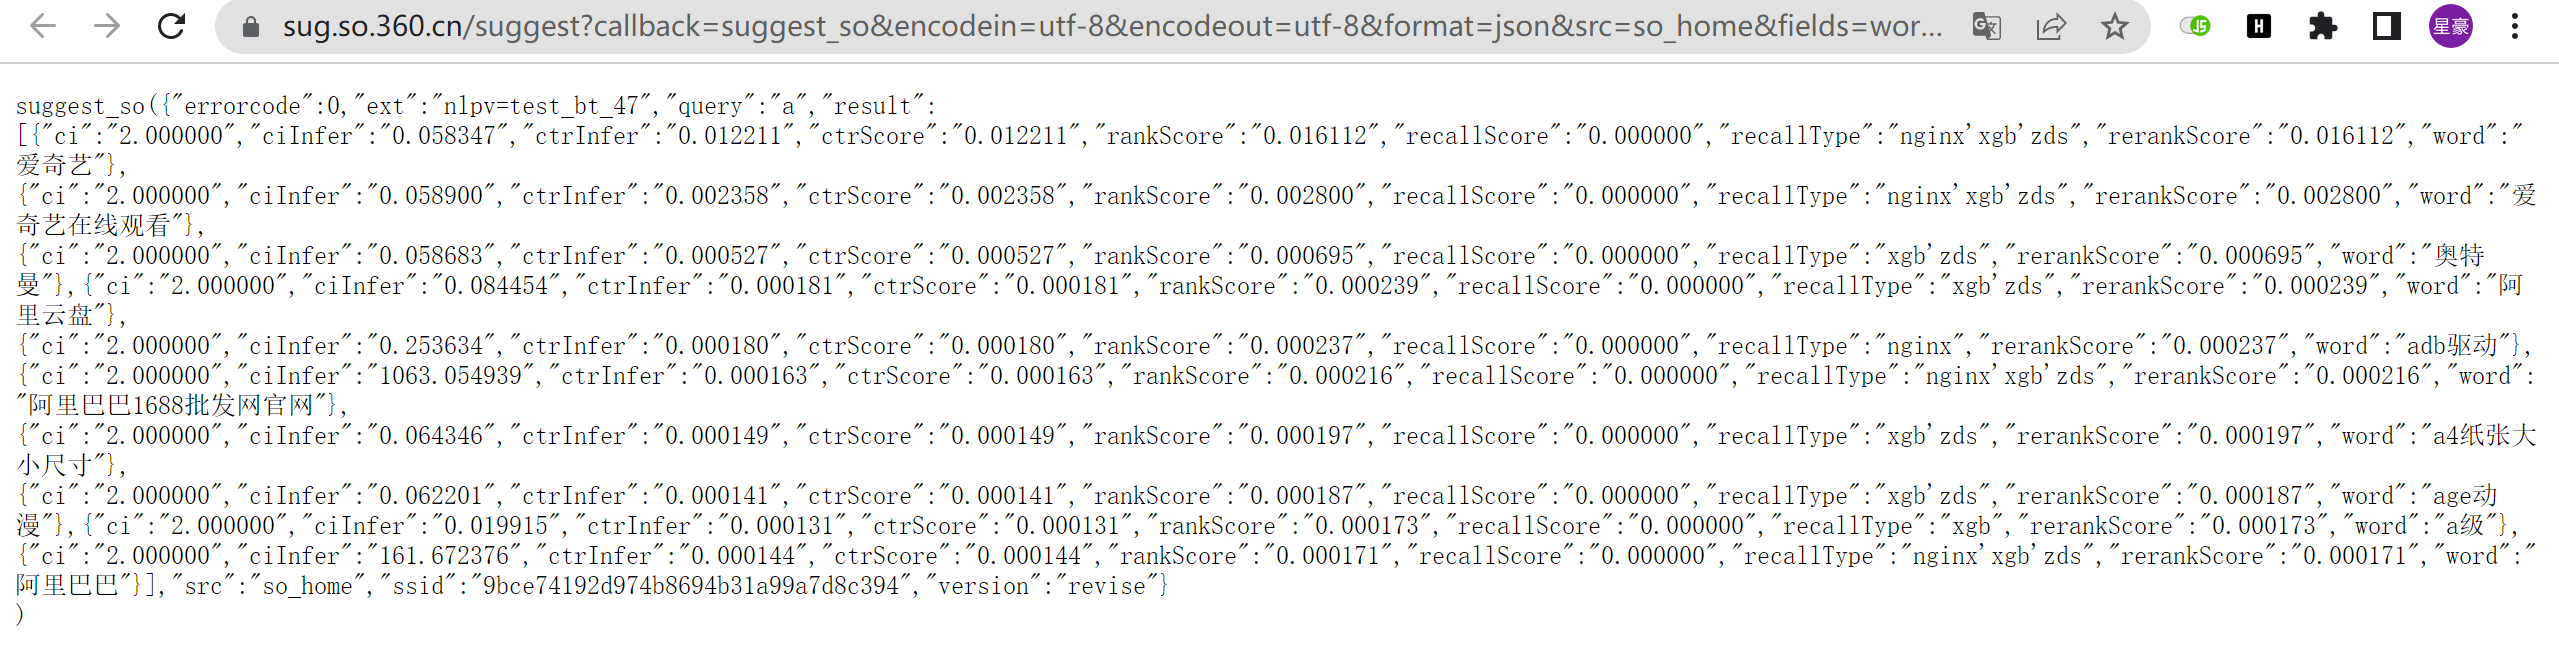 sug.so.360.cn/suggest?callback=suggest_so&encodein=utf-8&encodeout=utf-8&format=json&src=so_home&fields=wor...
星豪
suggest_so({"errorcode":0,"ext":"nlpv=test_bt_47","query":"a","result":
[{"ci":"2.000000","ciInfer":"0.058347","ctrInfer":"0.012211","ctrScore":"0.012211","rankScore":"0.016112","recallScore":"0.000000","recallType":"nginx'xgb'zds","rerankScore":"0.016112","word":"
爱奇艺"},
{"ci":"2.000000","ciInfer":"0.058900","ctrInfer":"0.002358","ctrScore":"0.002358","rankScore":"0.002800","recallScore":"0.000000","recallType":"nginx'xgb'zds","rerankScore":"0.002800","word":"爱
奇艺在线观看"},
{"ci":"2.000000","ciInfer":"0.058683","ctrInfer":"0.000527","ctrScore":"0.000527","rankScore":"0.000695","recallScore":"0.000000","recallType":"xgb'zds","rerankScore":"0.000695","word":"奥特
曼"},{"ci":"2.000000","ciInfer":"0.084454","ctrInfer":"0.000181","ctrScore":"0.000181","rankScore":"0.000239","recallScore":"0.000000","recallType":"xgb'zds","rerankScore":"0.000239","word":"阿
里云盘"},
{"ci":"2.000000","ciInfer":"0.253634","ctrInfer":"0.000180","ctrScore":"0.000180","rankScore":"0.000237","recallScore":"0.000000","recallType":"nginx","rerankScore":"0.000237","word":"adb驱动"},
{"ci":"2.000000","ciInfer":"1063.054939","ctrInfer":"0.000163","ctrScore":"0.000163","rankScore":"0.000216","recallScore":"0.000000","recallType":"nginx'xgb'zds","rerankScore":"0.000216","word":
"阿里巴巴1688批发网官网"},
{"ci":"2.000000","ciInfer":"0.064346","ctrInfer":"0.000149","ctrScore":"0.000149","rankScore":"0.000197","recallScore":"0.000000","recallType":"xgb'zds","rerankScore":"0.000197","word":"a4纸张大
小尺寸"},
{"ci":"2.000000","ciInfer":"0.062201","ctrInfer":"0.000141","ctrScore":"0.000141","rankScore":"0.000187","recallScore":"0.000000","recallType":"xgb'zds","rerankScore":"0.000187","word":"age动
漫"},{"ci":"2.000000","ciInfer":"0.019915","ctrInfer":"0.000131","ctrScore":"0.000131","rankScore":"0.000173","recallScore":"0.000000","recallType":"xgb","rerankScore":"0.000173","word":"a级"},
{"ci":"2.000000","ciInfer":"161.672376","ctrInfer":"0.000144","ctrScore":"0.000144","rankScore":"0.000171","recallScore":"0.000000","recallType":"nginx'xgb'zds","rerankScore":"0.000171","word":"
阿里巴巴"}],"src":"so_home","ssid":"9bce74192d974b8694b31a99a7d8c394","version":"revise"}
)